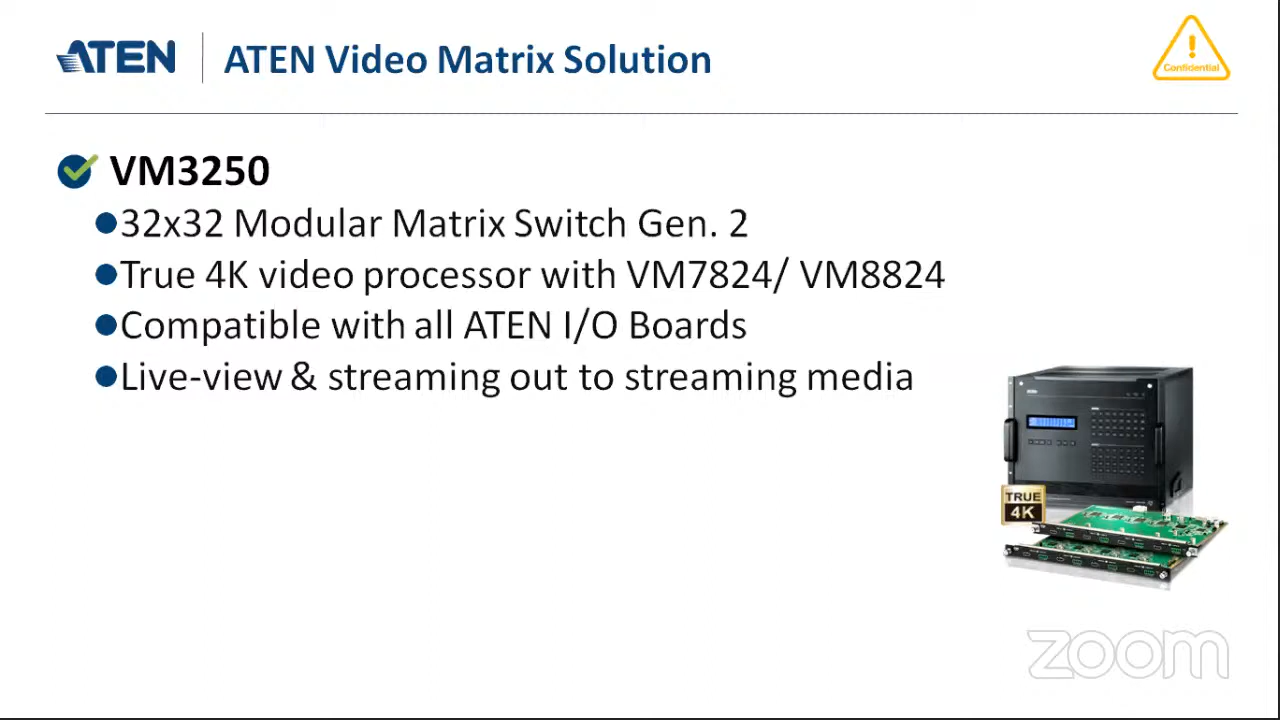 ATEN
ATEN Video Matrix Solution
Confidential
VM3250
32x32 Modular Matrix Switch Gen. 2
True 4K video processor with VM7824/ VM8824
Compatible with all ATEN I/O Boards
Live-view & streaming out to streaming media
TRUE
4K
zoom